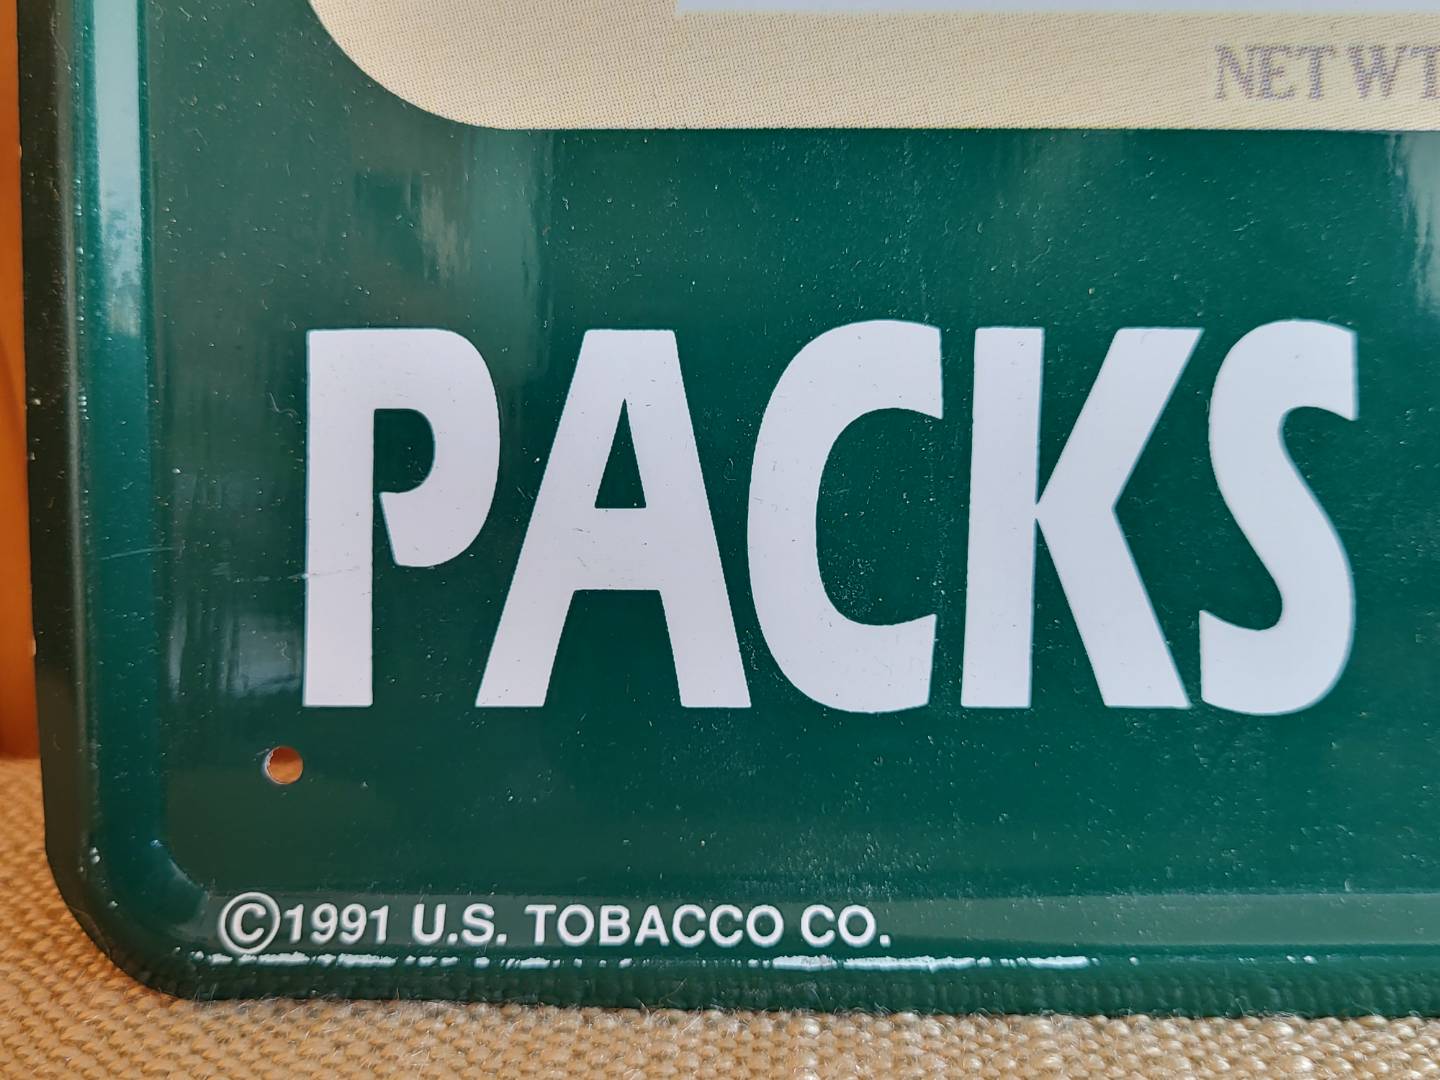 NET WT
PACKS
©1991 U.S. TOBACCO CO.